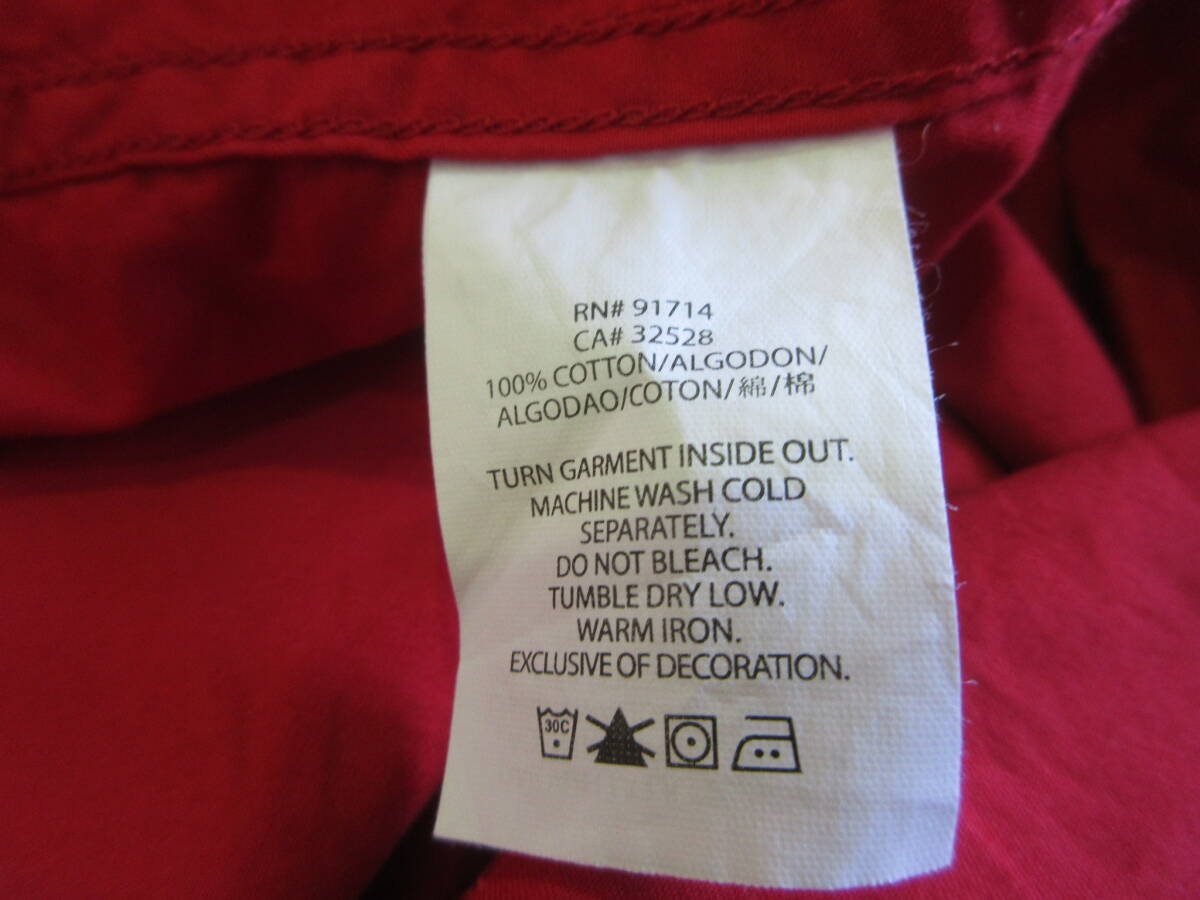 RN# 91714
CA# 32528
100% COTTON/ALGODON/
ALGODAO/COTON/綿/棉
TURN GARMENT INSIDE OUT.
MACHINE WASH COLD
SEPARATELY.
DO NOT BLEACH.
TUMBLE DRY LOW.
WARM IRON.
EXCLUSIVE OF DECORATION.
30C